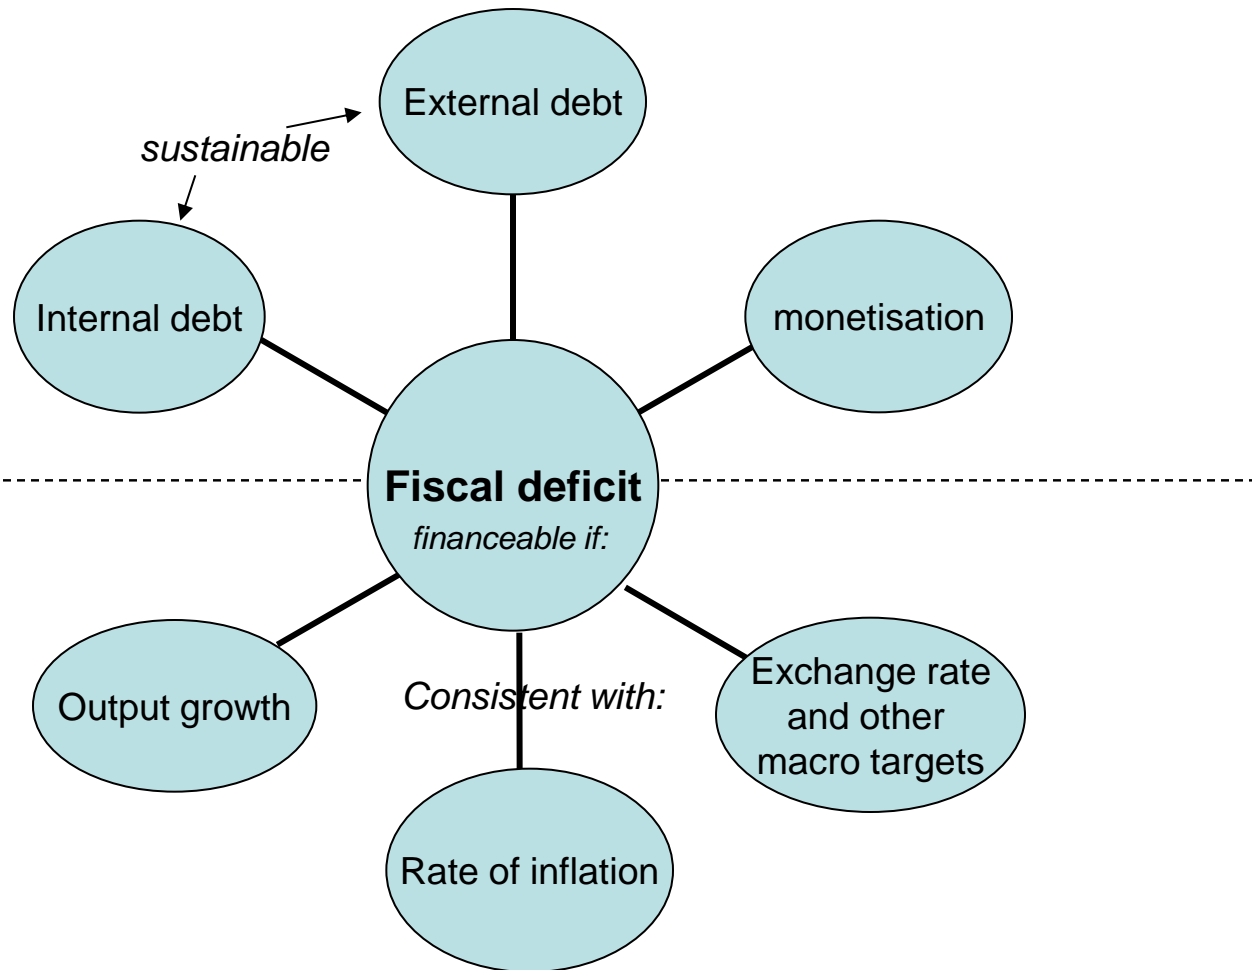 External debt
sustainable
Internal debt
monetisation
Fiscal deficit
financeable if:
Output growth
Consistent with:
Exchange rate
and other
macro targets
Rate of inflation